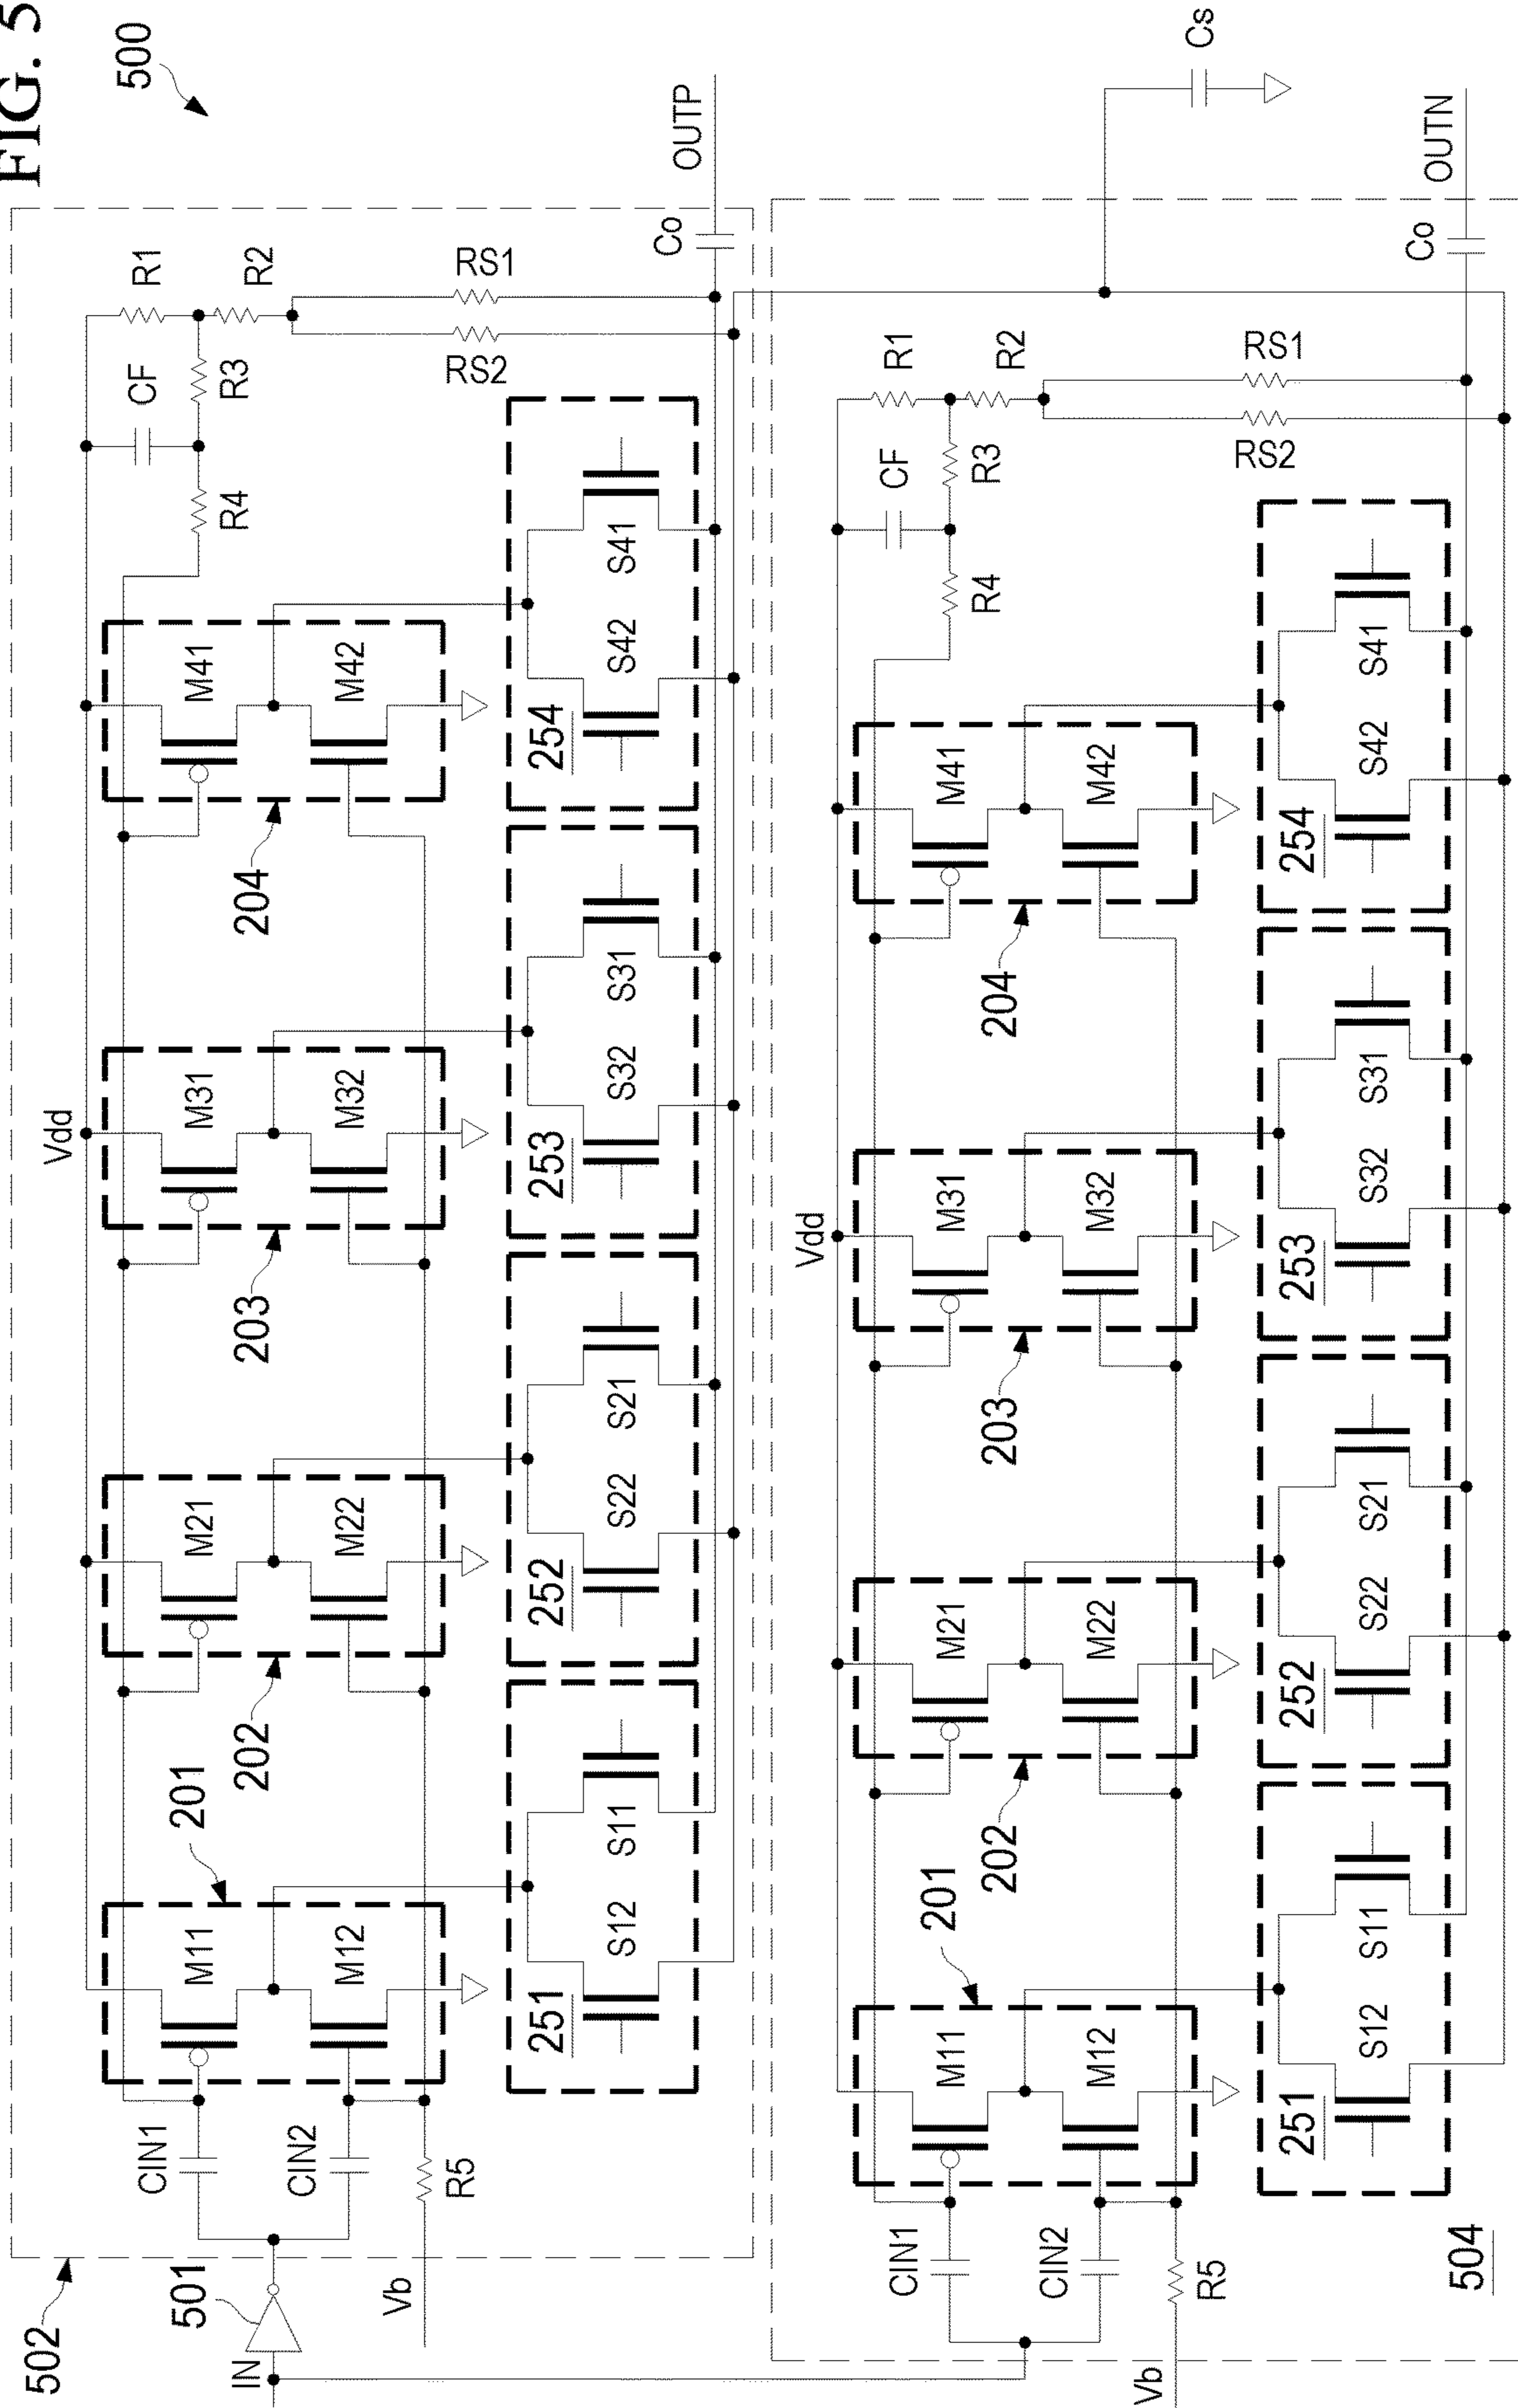 FIG. 5
500
502
501
IN
Vb
CIN1
CIN2
R5
Vdd
M11
M12
201
M21
M22
202
M31
M32
203
M41
M42
204
R1
R2
R3
R4
CF
RS1
RS2
251
S12
S11
252
S22
S21
253
S32
S31
254
S42
S41
Co
OUTP
Cs
504
Vb
CIN1
CIN2
R5
Vdd
M11
M12
201
M21
M22
202
M31
M32
203
M41
M42
204
R1
R2
R3
R4
CF
RS1
RS2
251
S12
S11
252
S22
S21
253
S32
S31
254
S42
S41
Co
OUTN